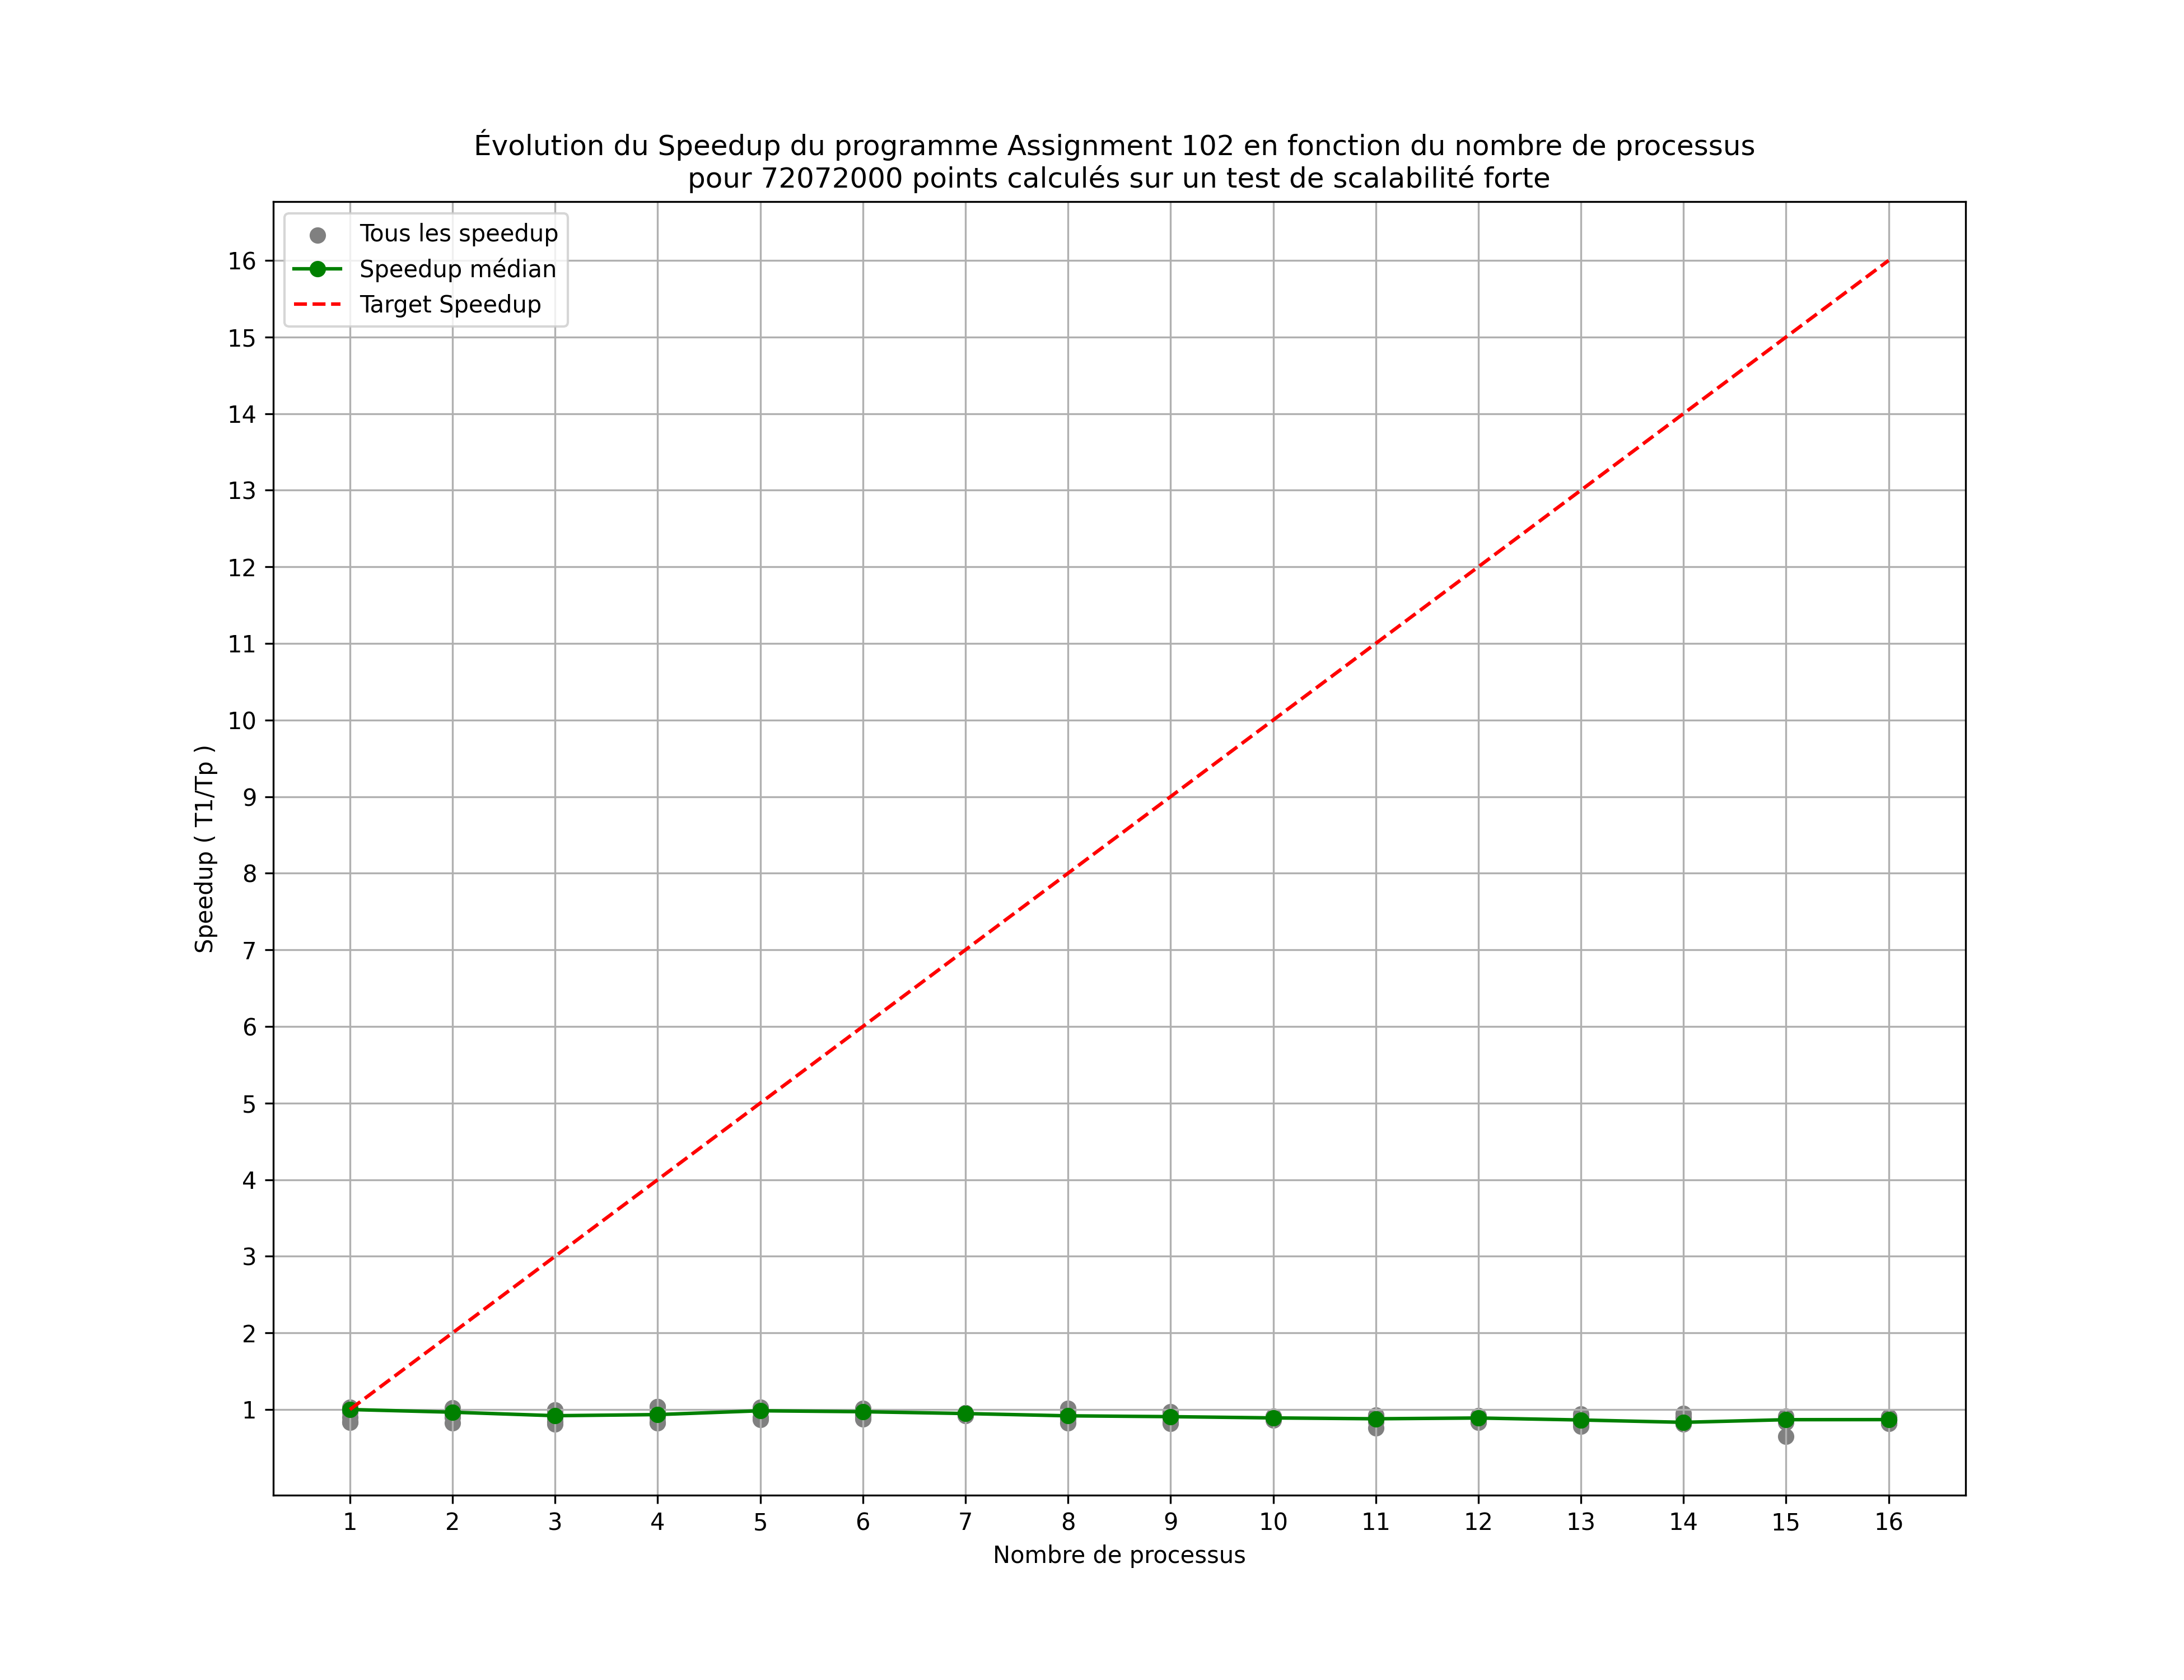 Évolution du Speedup du programme Assignment 102 en fonction du nombre de processus
pour 72072000 points calculés sur un test de scalabilité forte
Tous les speedup
Speedup médian
Target Speedup
16
15
14
13
12
11
10
9
8
7
6
5
4
3
2
1
Speedup ( T1/Tp )
1 2 3 4 5 6 7 8 9 10 11 12 13 14 15 16
Nombre de processus